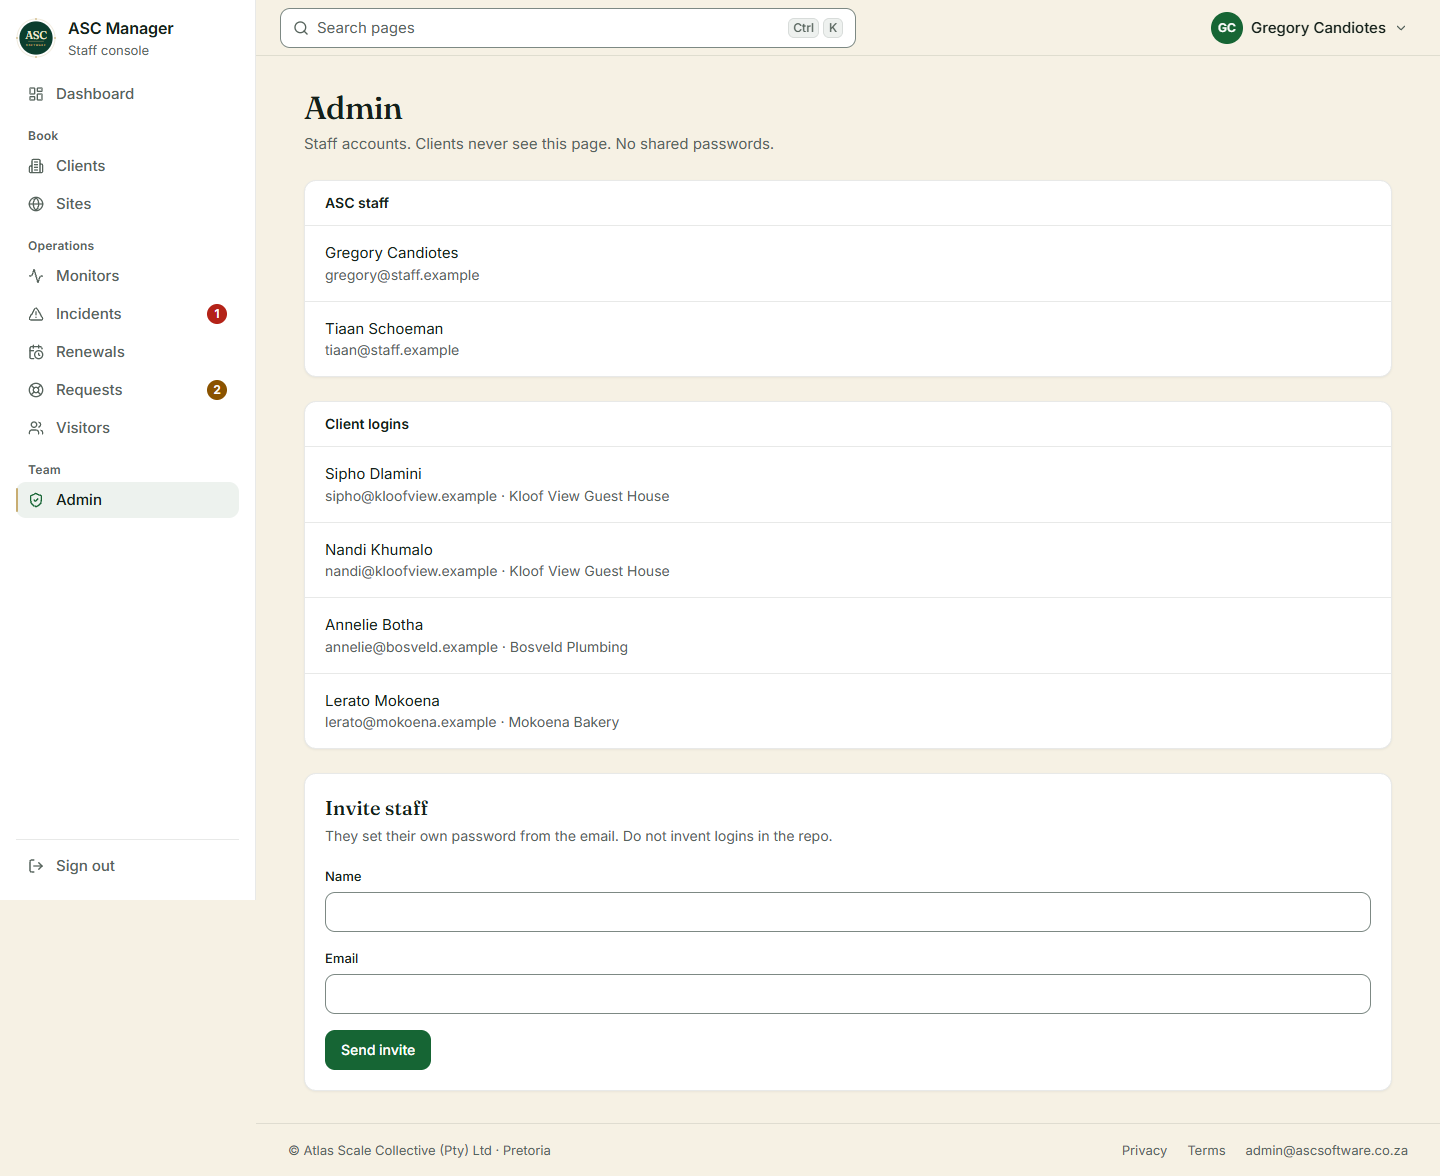 ASC
ASC Manager
Staff console
Search pages
Ctrl K
GC Gregory Candiotes
Dashboard
Book
Clients
Sites
Operations
Monitors
Incidents 1
Renewals
Requests 2
Visitors
Team
Admin
Sign out
Admin
Staff accounts. Clients never see this page. No shared passwords.
ASC staff
Gregory Candiotes
gregory@staff.example
Tiaan Schoeman
tiaan@staff.example
Client logins
Sipho Dlamini
sipho@kloofview.example · Kloof View Guest House
Nandi Khumalo
nandi@kloofview.example · Kloof View Guest House
Annelie Botha
annelie@bosveld.example · Bosveld Plumbing
Lerato Mokoena
lerato@mokoena.example · Mokoena Bakery
Invite staff
They set their own password from the email. Do not invent logins in the repo.
Name
Email
Send invite
© Atlas Scale Collective (Pty) Ltd · Pretoria
Privacy Terms admin@ascsoftware.co.za